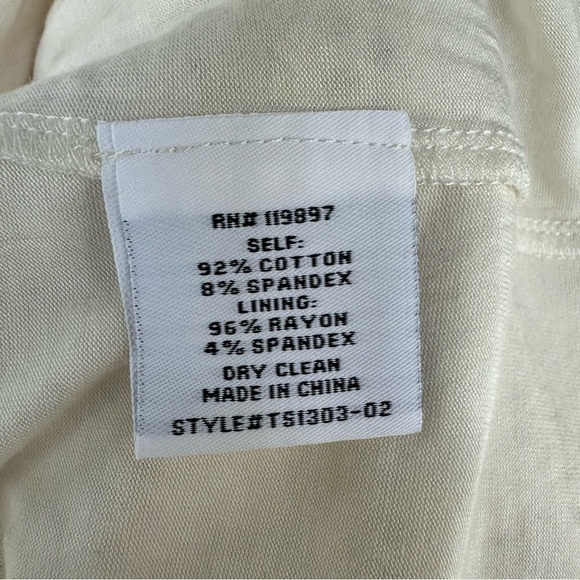 RN# 119897
SELF:
92% COTTON
8% SPANDEX
LINING:
96% RAYON
4% SPANDEX
DRY CLEAN
MADE IN CHINA
STYLE#TS1303-02